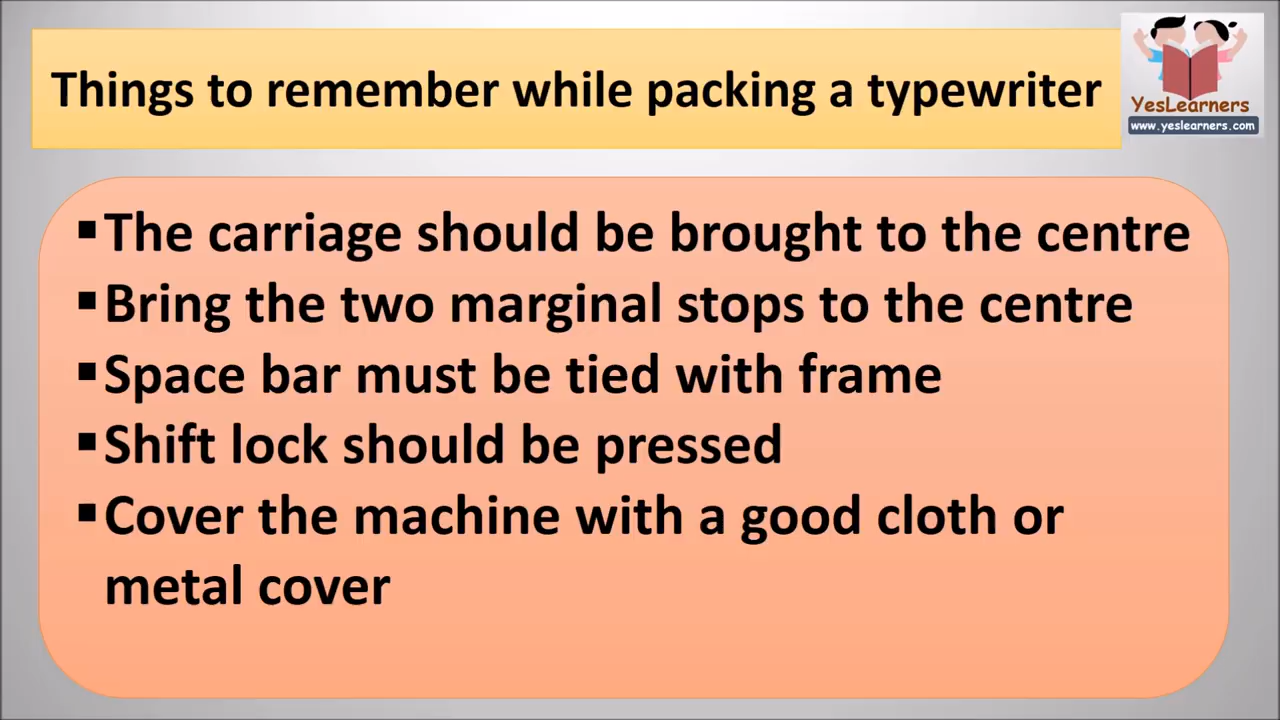 Things to remember while packing a typewriter
YesLearners
www.yeslearners.com
▪The carriage should be brought to the centre
▪Bring the two marginal stops to the centre
▪Space bar must be tied with frame
▪Shift lock should be pressed
▪Cover the machine with a good cloth or
metal cover